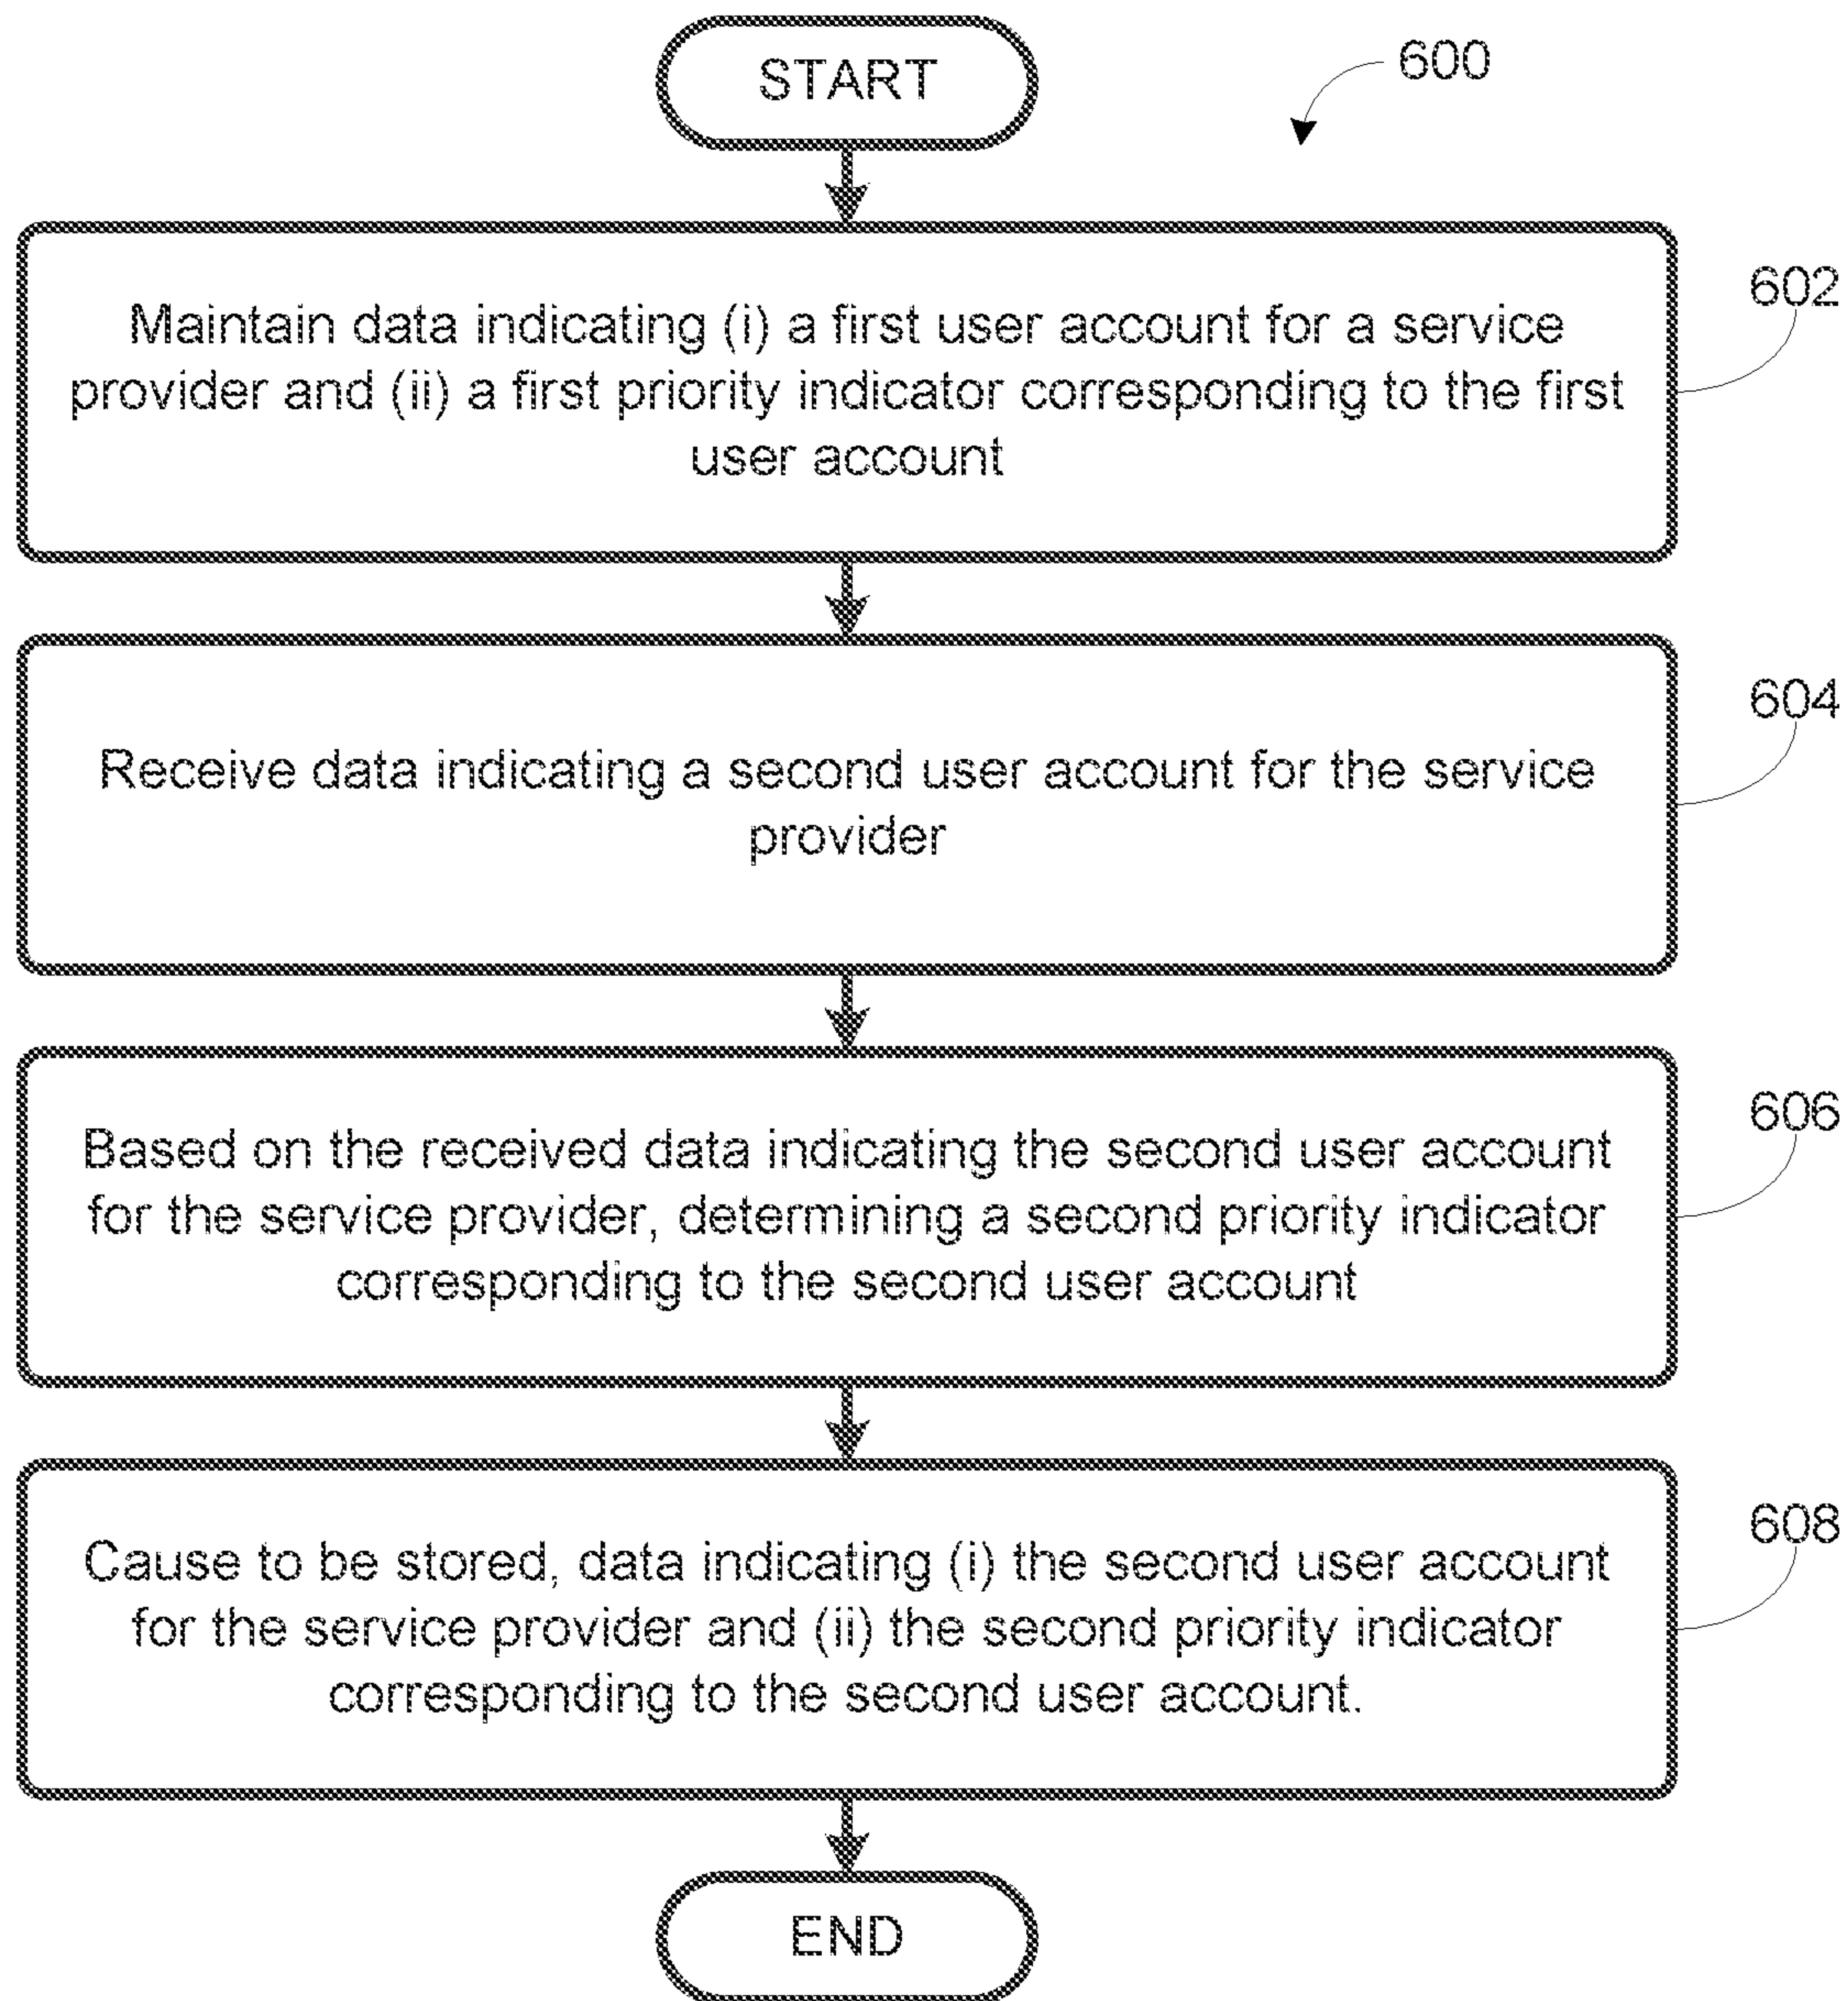 START
600
Maintain data indicating (i) a first user account for a service
provider and (ii) a first priority indicator corresponding to the first
user account
602
Receive data indicating a second user account for the service
provider
604
Based on the received data indicating the second user account
for the service provider, determining a second priority indicator
corresponding to the second user account
606
Cause to be stored, data indicating (i) the second user account
for the service provider and (ii) the second priority indicator
corresponding to the second user account.
608
END